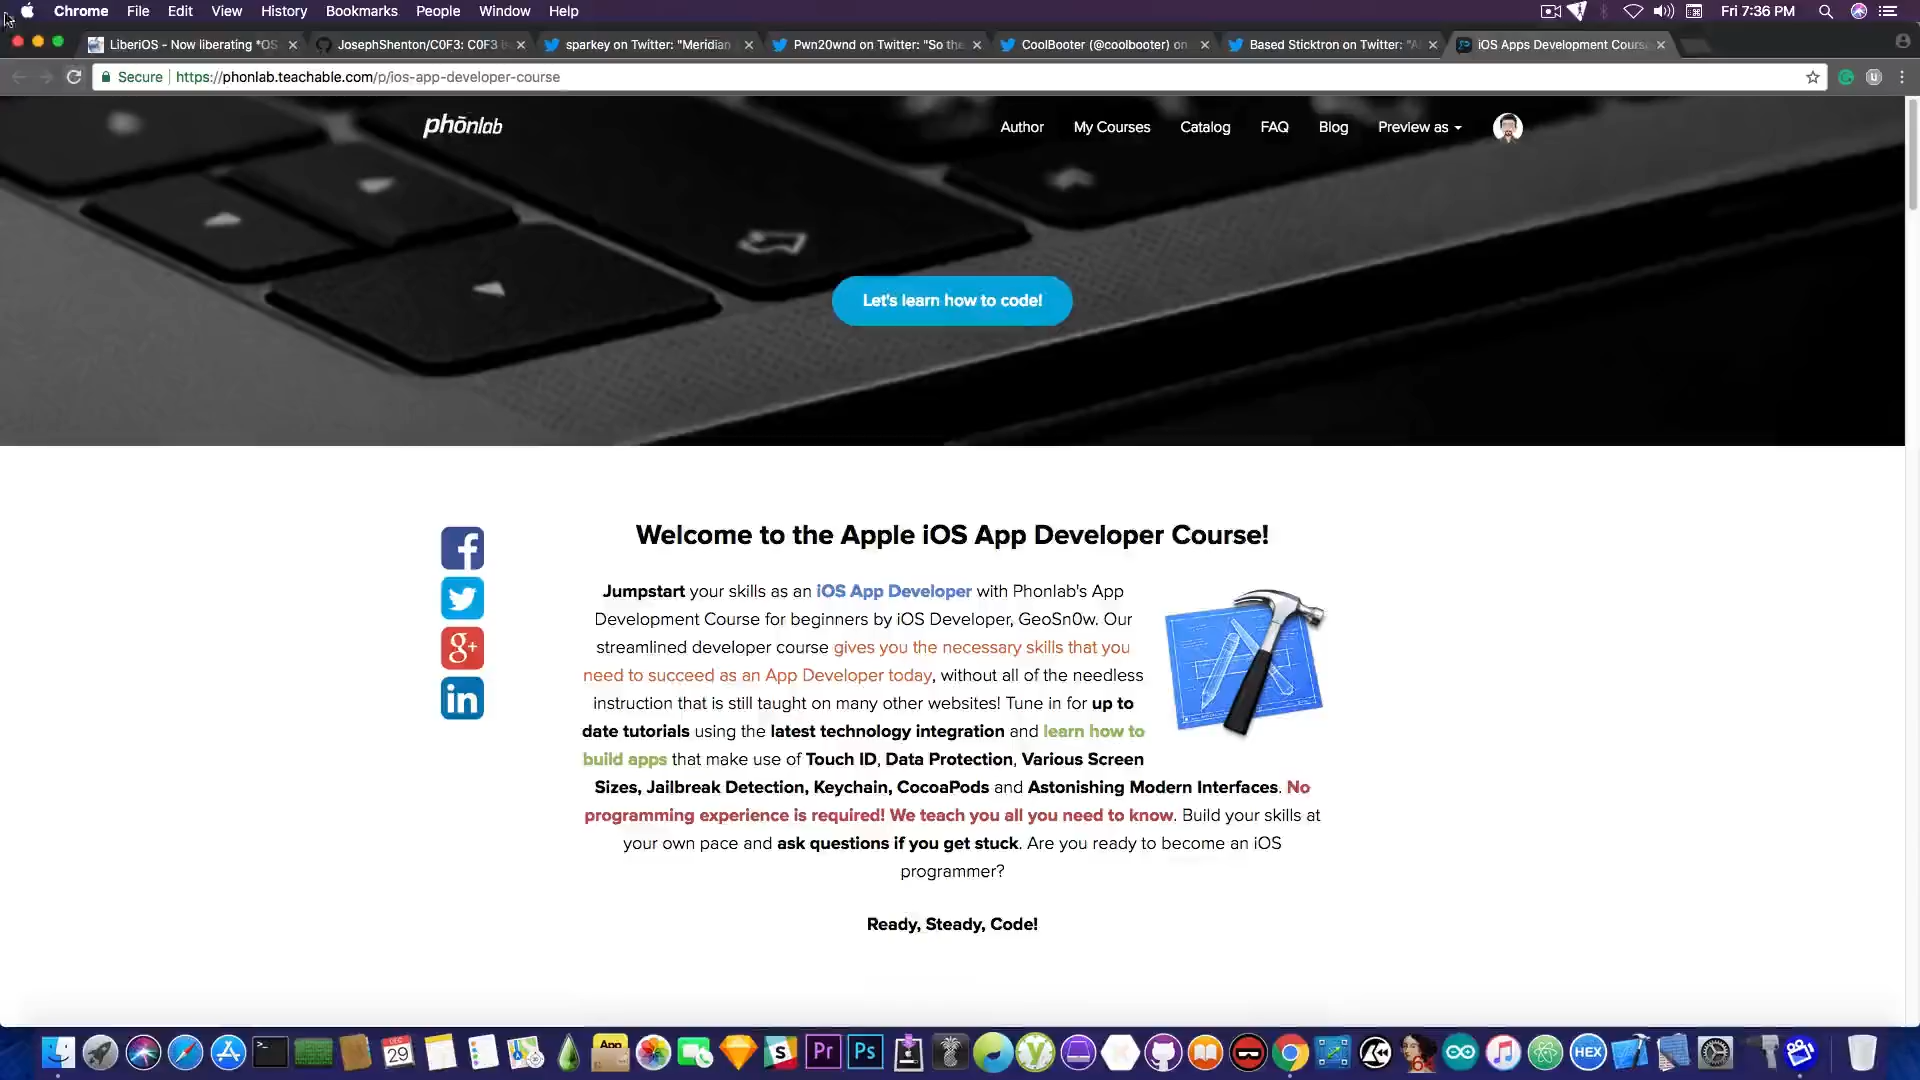 Chrome File Edit View History Bookmarks People Window Help Fri 7:36 PM
LiberiOS - Now liberating *OS JosephShenton/C0F3: C0F3 b sparkey on Twitter: "Meridian Pwn20wnd on Twitter: "So the CoolBooter (@coolbooter) on Based Sticktron on Twitter: iOS Apps Development Cours
Secure https://phonlab.teachable.com/p/ios-app-developer-course
phōnlab Author My Courses Catalog FAQ Blog Preview as
Let's learn how to code!
Welcome to the Apple iOS App Developer Course!
Jumpstart your skills as an iOS App Developer with Phonlab's App
Development Course for beginners by iOS Developer, GeoSn0w. Our
streamlined developer course gives you the necessary skills that you
need to succeed as an App Developer today, without all of the needless
instruction that is still taught on many other websites! Tune in for up to
date tutorials using the latest technology integration and learn how to
build apps that make use of Touch ID, Data Protection, Various Screen
Sizes, Jailbreak Detection, Keychain, CocoaPods and Astonishing Modern Interfaces. No
programming experience is required! We teach you all you need to know. Build your skills at
your own pace and ask questions if you get stuck. Are you ready to become an iOS
programmer?
Ready, Steady, Code!
DEC
29
App
Pr
Ps
HEX